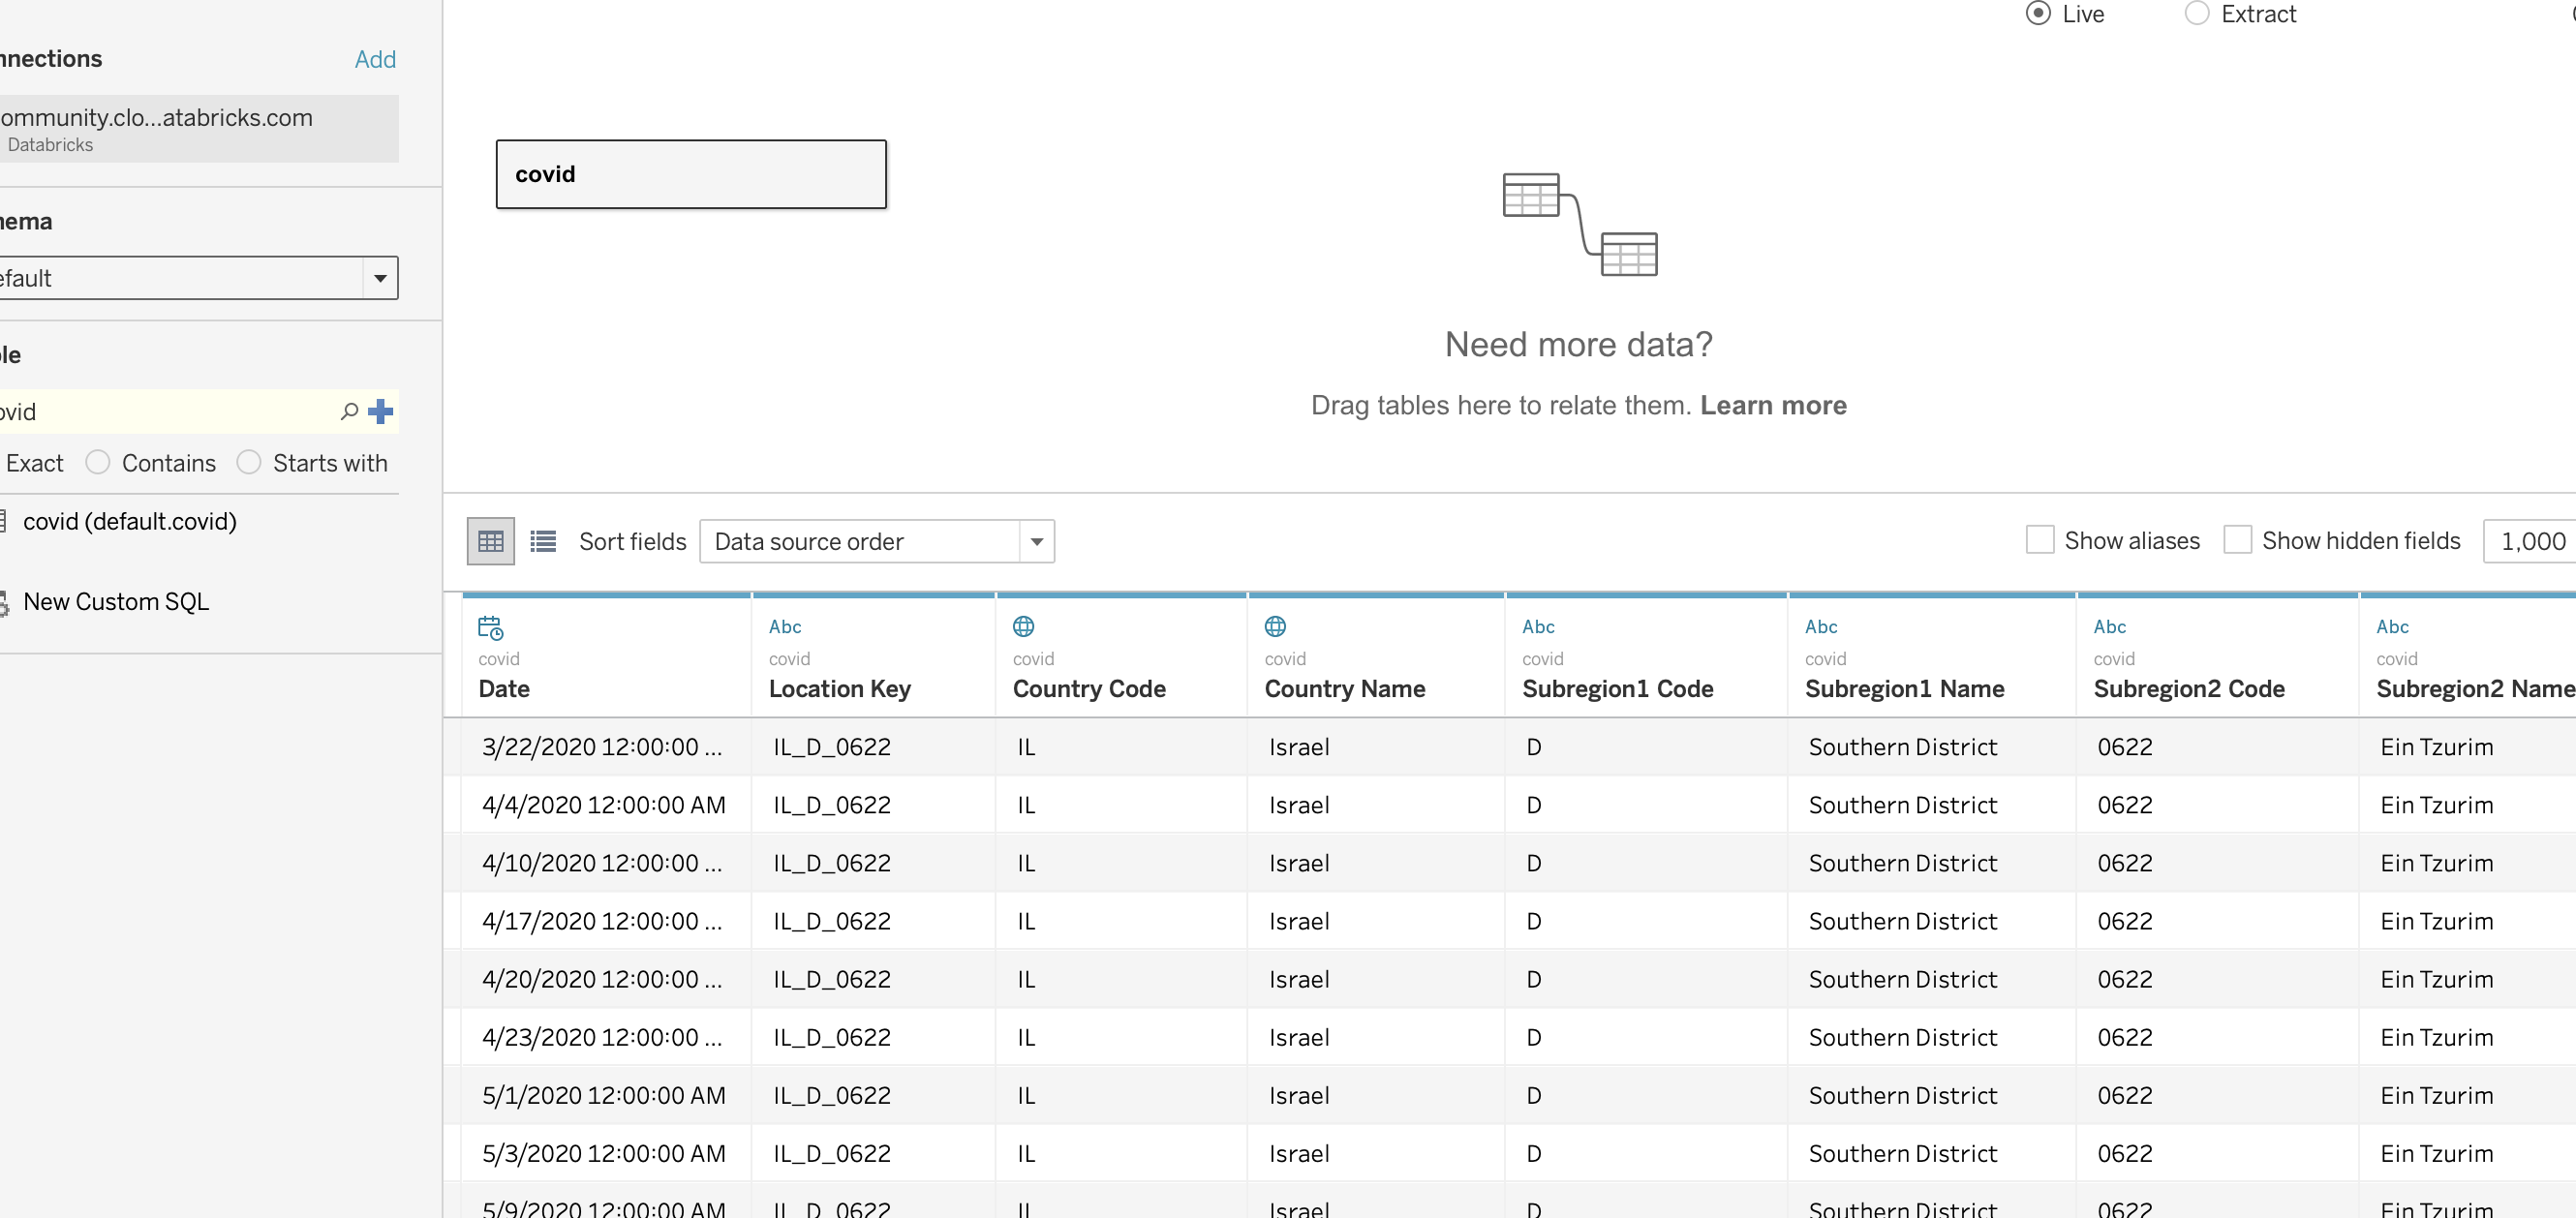 Live Extract
nnections Add
ommunity.clo...atabricks.com
Databricks
covid
nema
efault
Need more data?
Drag tables here to relate them. Learn more
le
ovid
Exact Contains Starts with
covid (default.covid)
New Custom SQL
Sort fields Data source order Show aliases Show hidden fields 1,000
Abc Abc Abc Abc Abc
covid covid covid covid covid covid covid covid
Date Location Key Country Code Country Name Subregion1 Code Subregion1 Name Subregion2 Code Subregion2 Name
3/22/2020 12:00:00 ... IL_D_0622 IL Israel D Southern District 0622 Ein Tzurim
4/4/2020 12:00:00 AM IL_D_0622 IL Israel D Southern District 0622 Ein Tzurim
4/10/2020 12:00:00 ... IL_D_0622 IL Israel D Southern District 0622 Ein Tzurim
4/17/2020 12:00:00 ... IL_D_0622 IL Israel D Southern District 0622 Ein Tzurim
4/20/2020 12:00:00 ... IL_D_0622 IL Israel D Southern District 0622 Ein Tzurim
4/23/2020 12:00:00 ... IL_D_0622 IL Israel D Southern District 0622 Ein Tzurim
5/1/2020 12:00:00 AM IL_D_0622 IL Israel D Southern District 0622 Ein Tzurim
5/3/2020 12:00:00 AM IL_D_0622 IL Israel D Southern District 0622 Ein Tzurim
5/9/2020 12:00:00 AM IL_D_0622 IL Israel D Southern District 0622 Ein Tzurim